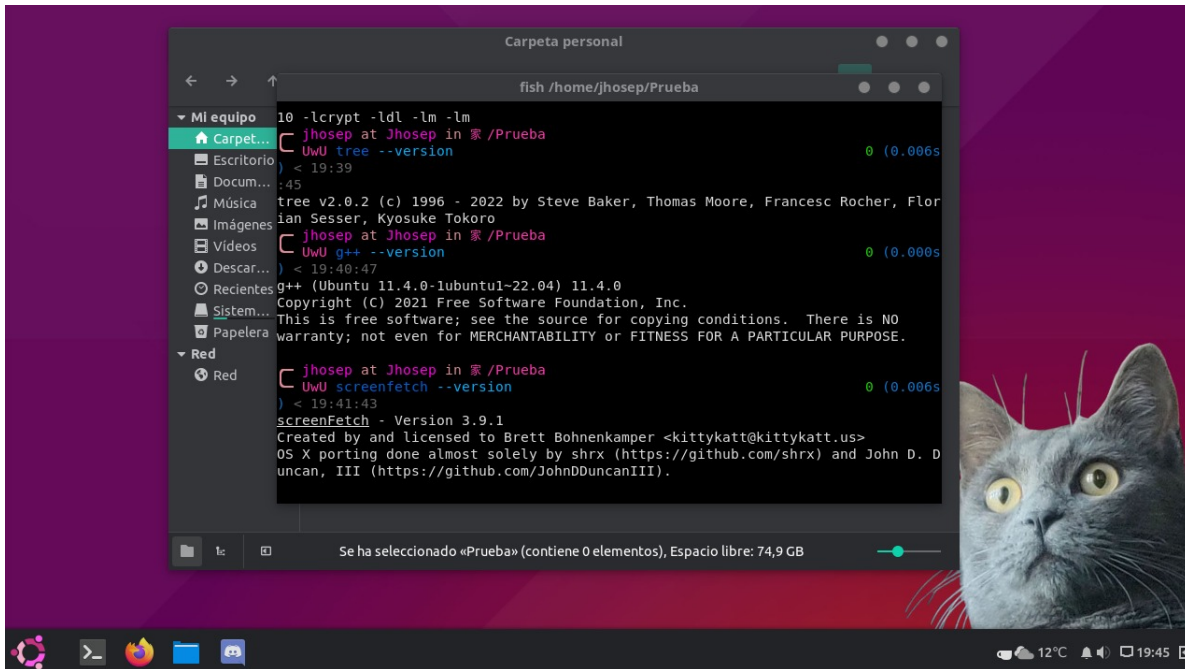 Carpeta personal
fish /home/jhosep/Prueba
Mi equipo
Carpet...
Escritorio
Docum...
Música
Imágenes
Vídeos
Descar...
Recientes
Sistem...
Papelera
Red
Red
10 -lcrypt -ldl -lm -lm
jhosep at Jhosep in 家 /Prueba
UwU tree --version 0 (0.006s
) < 19:39
:45
tree v2.0.2 (c) 1996 - 2022 by Steve Baker, Thomas Moore, Francesc Rocher, Flor
ian Sesser, Kyosuke Tokoro
jhosep at Jhosep in 家 /Prueba
UwU g++ --version 0 (0.000s
) < 19:40:47
g++ (Ubuntu 11.4.0-1ubuntu1~22.04) 11.4.0
Copyright (C) 2021 Free Software Foundation, Inc.
This is free software; see the source for copying conditions.  There is NO
warranty; not even for MERCHANTABILITY or FITNESS FOR A PARTICULAR PURPOSE.
jhosep at Jhosep in 家 /Prueba
UwU screenfetch --version 0 (0.006s
) < 19:41:43
screenFetch - Version 3.9.1
Created by and licensed to Brett Bohnenkamper <kittykatt@kittykatt.us>
OS X porting done almost solely by shrx (https://github.com/shrx) and John D. D
uncan, III (https://github.com/JohnDDuncanIII).
Se ha seleccionado «Prueba» (contiene 0 elementos), Espacio libre: 74,9 GB
12°C 19:45